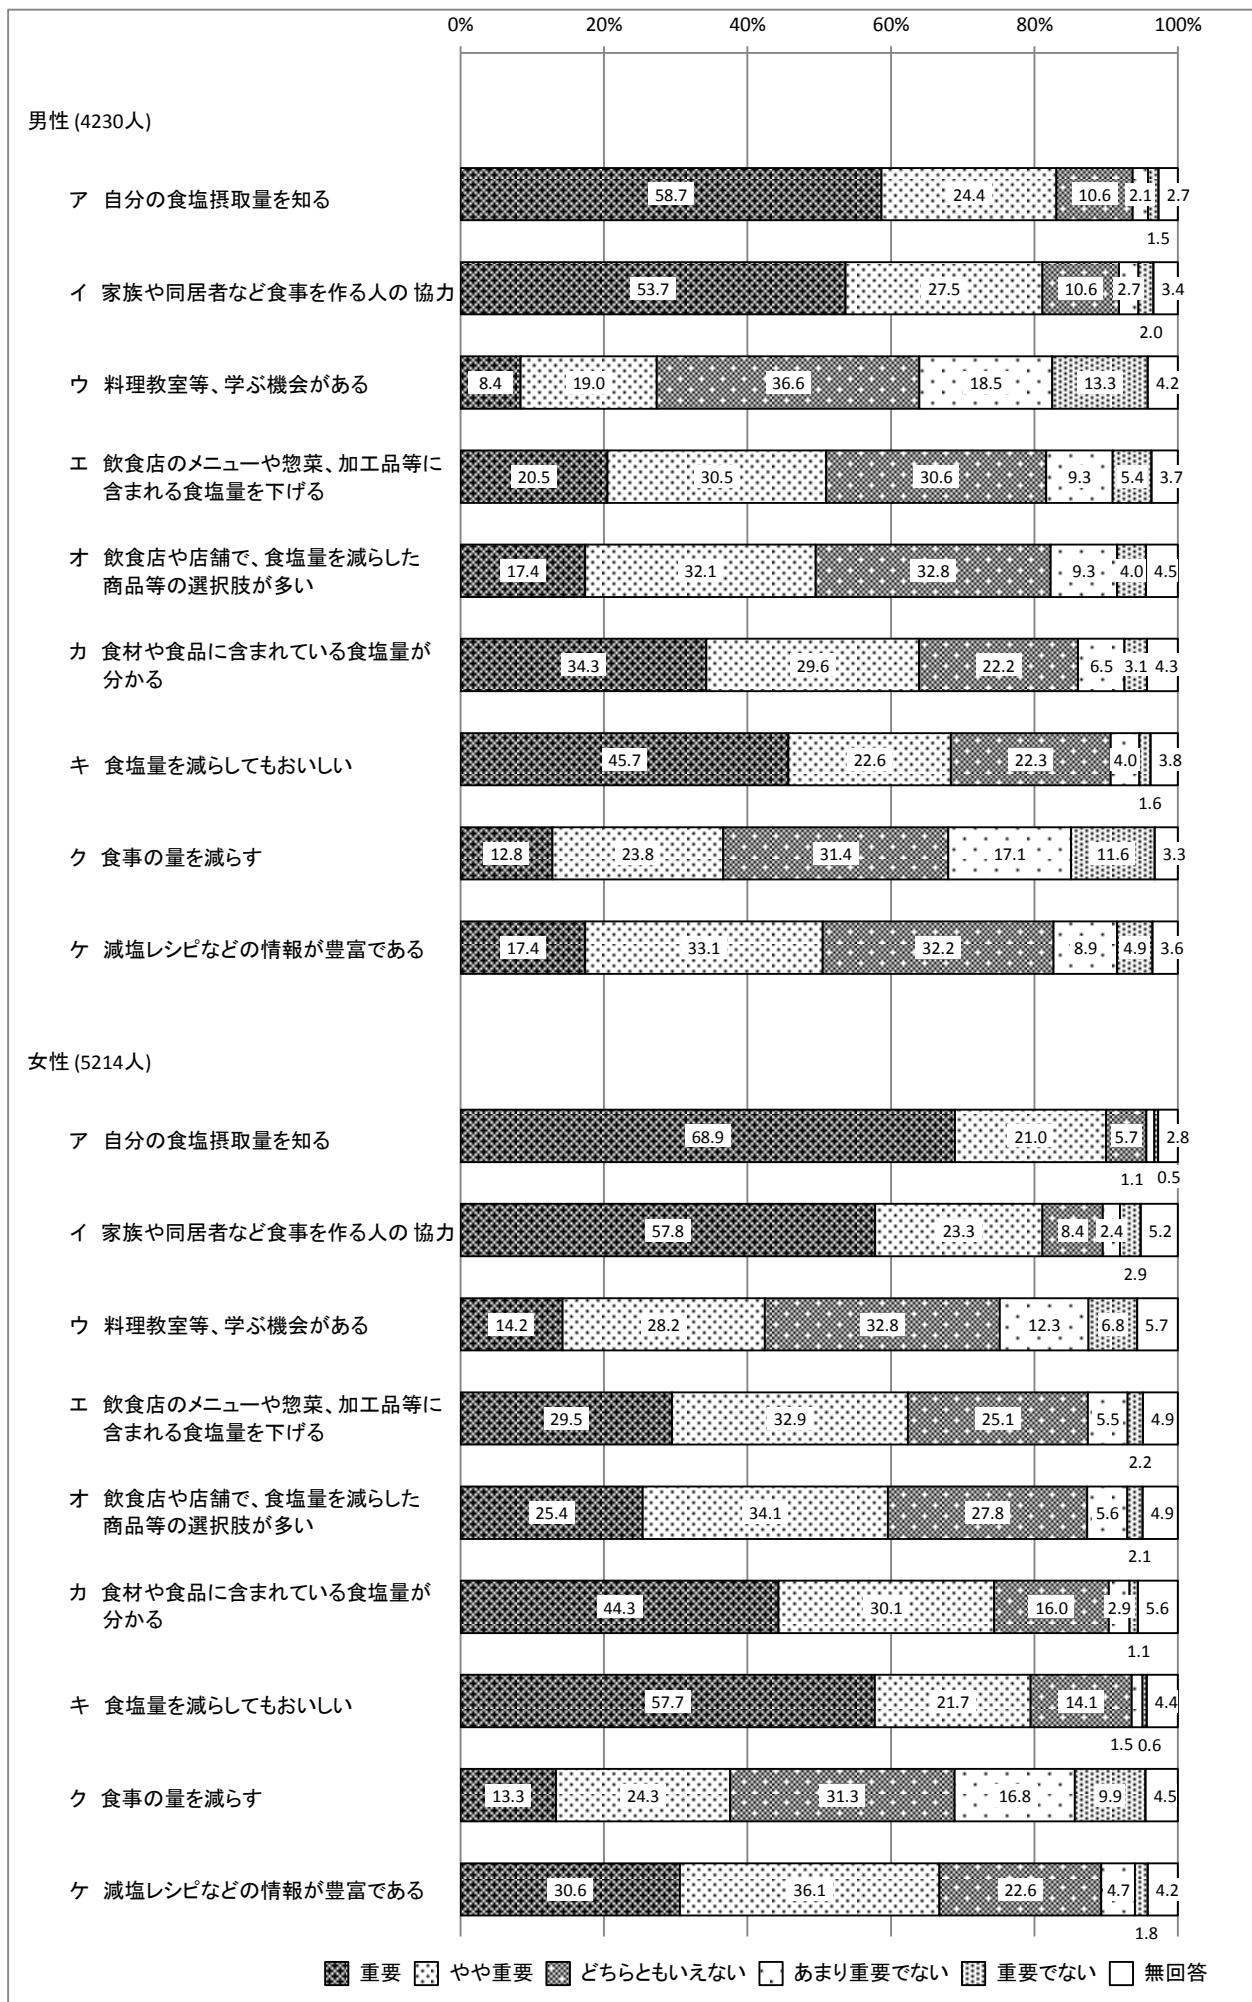 0% 20% 40% 60% 80% 100%
男性 (4230人)
ア 自分の食塩摂取量を知る 58.7 24.4 10.6 2.1 2.7
1.5
イ 家族や同居者など食事を作る人の 協力 53.7 27.5 10.6 2.7 3.4
2.0
ウ 料理教室等、学ぶ機会がある 8.4 19.0 36.6 18.5 13.3 4.2
エ 飲食店のメニューや惣菜、加工品等に
含まれる食塩量を下げる 20.5 30.5 30.6 9.3 5.4 3.7
オ 飲食店や店舗で、食塩量を減らした
商品等の選択肢が多い 17.4 32.1 32.8 9.3 4.0 4.5
カ 食材や食品に含まれている食塩量が
分かる 34.3 29.6 22.2 6.5 3.1 4.3
キ 食塩量を減らしてもおいしい 45.7 22.6 22.3 4.0 3.8
1.6
ク 食事の量を減らす 12.8 23.8 31.4 17.1 11.6 3.3
ケ 減塩レシピなどの情報が豊富である 17.4 33.1 32.2 8.9 4.9 3.6
女性 (5214人)
ア 自分の食塩摂取量を知る 68.9 21.0 5.7 2.8
1.1 0.5
イ 家族や同居者など食事を作る人の 協力 57.8 23.3 8.4 2.4 5.2
2.9
ウ 料理教室等、学ぶ機会がある 14.2 28.2 32.8 12.3 6.8 5.7
エ 飲食店のメニューや惣菜、加工品等に
含まれる食塩量を下げる 29.5 32.9 25.1 5.5 4.9
2.2
オ 飲食店や店舗で、食塩量を減らした
商品等の選択肢が多い 25.4 34.1 27.8 5.6 4.9
2.1
カ 食材や食品に含まれている食塩量が
分かる 44.3 30.1 16.0 2.9 5.6
1.1
キ 食塩量を減らしてもおいしい 57.7 21.7 14.1 4.4
1.5 0.6
ク 食事の量を減らす 13.3 24.3 31.3 16.8 9.9 4.5
ケ 減塩レシピなどの情報が豊富である 30.6 36.1 22.6 4.7 4.2
1.8
重要 やや重要 どちらともいえない あまり重要でない 重要でない 無回答